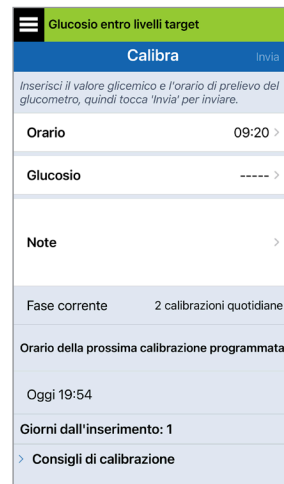 Glucosio entro livelli target
Calibra
Invia
Inserisci il valore glicemico e l'orario di prelievo del
glucometro, quindi tocca 'Invia' per inviare.
Orario 09:20 >
Glucosio ----- >
Note >
Fase corrente 2 calibrazioni quotidiane
Orario della prossima calibrazione programmata
Oggi 19:54
Giorni dall'inserimento: 1
> Consigli di calibrazione